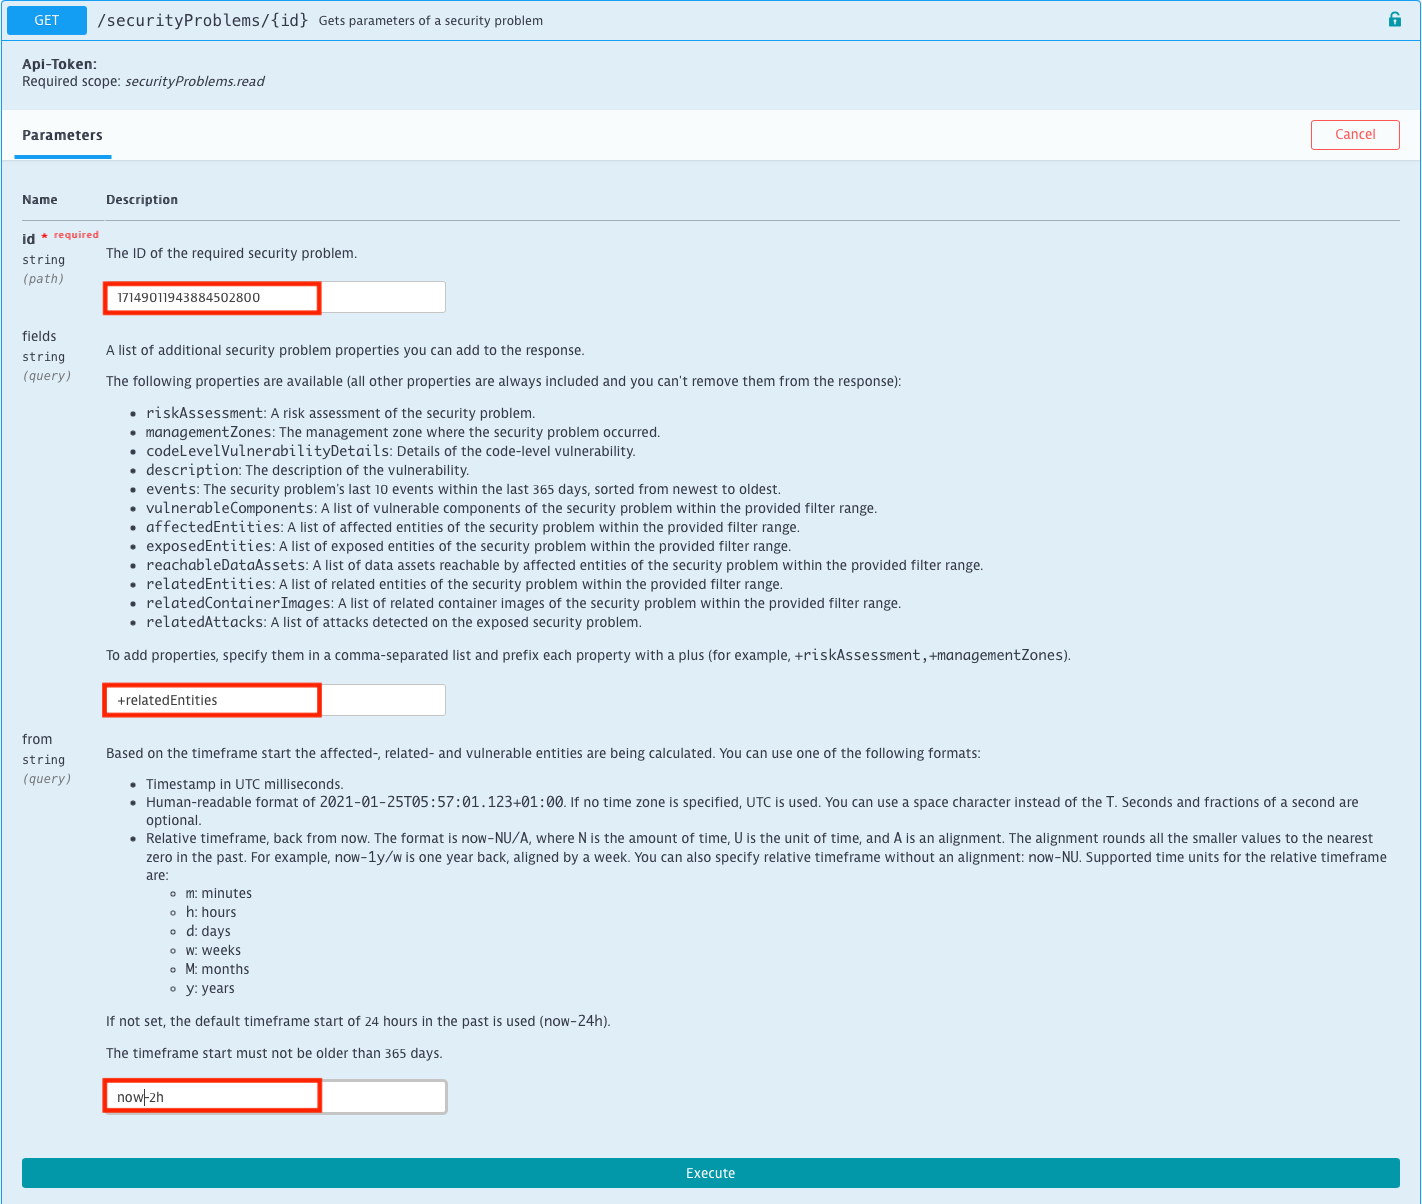 GET /securityProblems/{id} Gets parameters of a security problem
Api-Token:
Required scope: securityProblems.read
Parameters
Cancel
Name Description
id * required
string
(path)
The ID of the required security problem.
17149011943884502800
fields
string
(query)
A list of additional security problem properties you can add to the response.
The following properties are available (all other properties are always included and you can't remove them from the response):
• riskAssessment: A risk assessment of the security problem.
• managementZones: The management zone where the security problem occurred.
• codeLevelVulnerabilityDetails: Details of the code-level vulnerability.
• description: The description of the vulnerability.
• events: The security problem's last 10 events within the last 365 days, sorted from newest to oldest.
• vulnerableComponents: A list of vulnerable components of the security problem within the provided filter range.
• affectedEntities: A list of affected entities of the security problem within the provided filter range.
• exposedEntities: A list of exposed entities of the security problem within the provided filter range.
• reachableDataAssets: A list of data assets reachable by affected entities of the security problem within the provided filter range.
• relatedEntities: A list of related entities of the security problem within the provided filter range.
• relatedContainerImages: A list of related container images of the security problem within the provided filter range.
• relatedAttacks: A list of attacks detected on the exposed security problem.
To add properties, specify them in a comma-separated list and prefix each property with a plus (for example, +riskAssessment,+managementZones).
+relatedEntities
from
string
(query)
Based on the timeframe start the affected-, related- and vulnerable entities are being calculated. You can use one of the following formats:
• Timestamp in UTC milliseconds.
• Human-readable format of 2021-01-25T05:57:01.123+01:00. If no time zone is specified, UTC is used. You can use a space character instead of the T. Seconds and fractions of a second are
optional.
• Relative timeframe, back from now. The format is now-NU/A, where N is the amount of time, U is the unit of time, and A is an alignment. The alignment rounds all the smaller values to the nearest
zero in the past. For example, now-1y/w is one year back, aligned by a week. You can also specify relative timeframe without an alignment: now-NU. Supported time units for the relative timeframe
are:
◦ m: minutes
◦ h: hours
◦ d: days
◦ w: weeks
◦ M: months
◦ y: years
If not set, the default timeframe start of 24 hours in the past is used (now-24h).
The timeframe start must not be older than 365 days.
now-2h
Execute